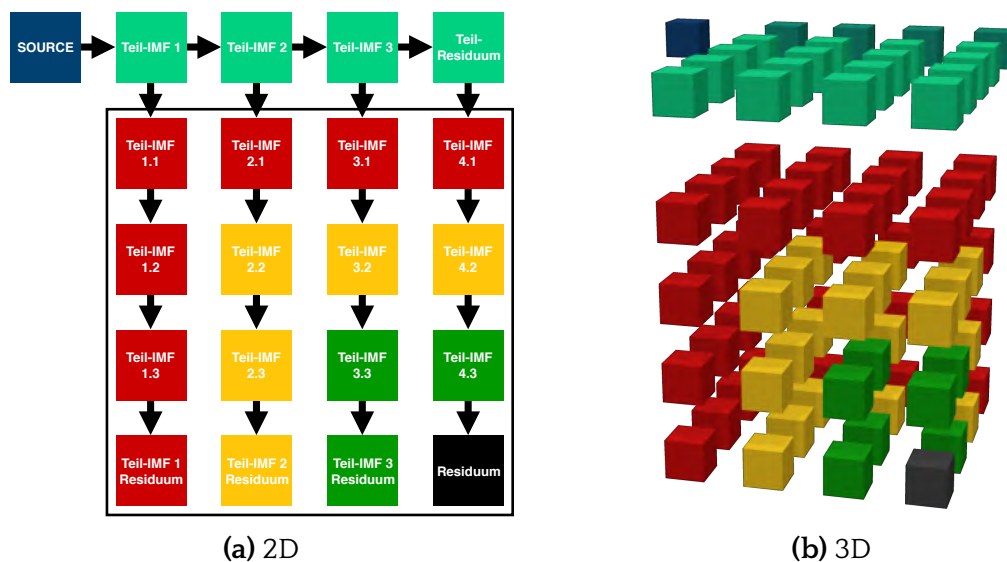 SOURCE
Teil-IMF 1
Teil-IMF 2
Teil-IMF 3
Teil-
Residuum
Teil-IMF
1.1
Teil-IMF
2.1
Teil-IMF
3.1
Teil-IMF
4.1
Teil-IMF
1.2
Teil-IMF
2.2
Teil-IMF
3.2
Teil-IMF
4.2
Teil-IMF
1.3
Teil-IMF
2.3
Teil-IMF
3.3
Teil-IMF
4.3
Teil-IMF 1
Residuum
Teil-IMF 2
Residuum
Teil-IMF 3
Residuum
Residuum
(a) 2D
(b) 3D